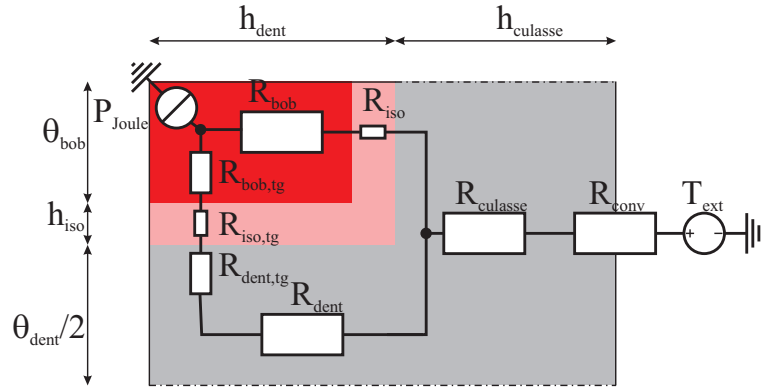 h_dent h_culasse
P_Joule R_bob R_iso
θ_bob
R_bob,tg
R_culasse R_conv T_ext
h_iso R_iso,tg
+ −
R_dent,tg
R_dent
θ_dent/2